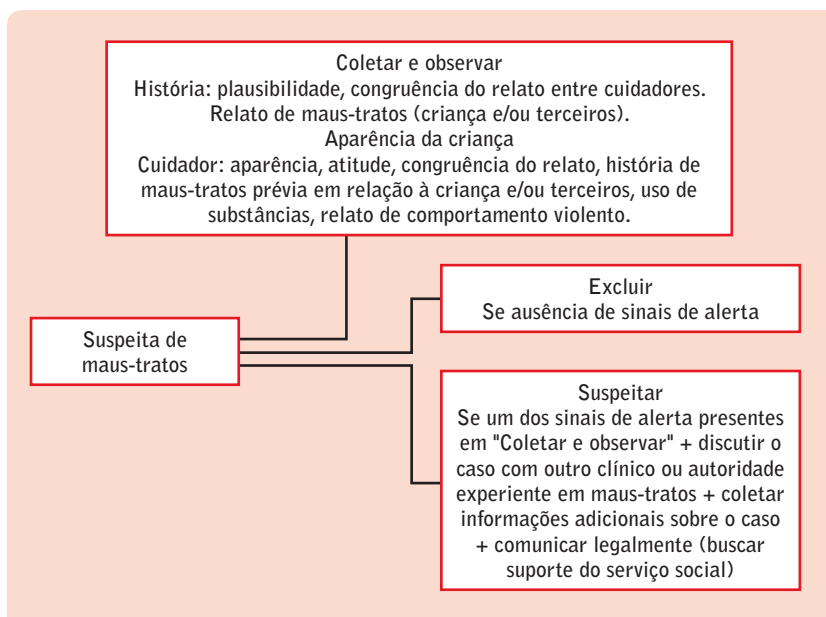 Coletar e observar
História: plausibilidade, congruência do relato entre cuidadores.
Relato de maus-tratos (criança e/ou terceiros).
Aparência da criança
Cuidador: aparência, atitude, congruência do relato, história de
maus-tratos prévia em relação à criança e/ou terceiros, uso de
substâncias, relato de comportamento violento.
Suspeita de
maus-tratos
Excluir
Se ausência de sinais de alerta
Suspeitar
Se um dos sinais de alerta presentes
em "Coletar e observar" + discutir o
caso com outro clínico ou autoridade
experiente em maus-tratos + coletar
informações adicionais sobre o caso
+ comunicar legalmente (buscar
suporte do serviço social)